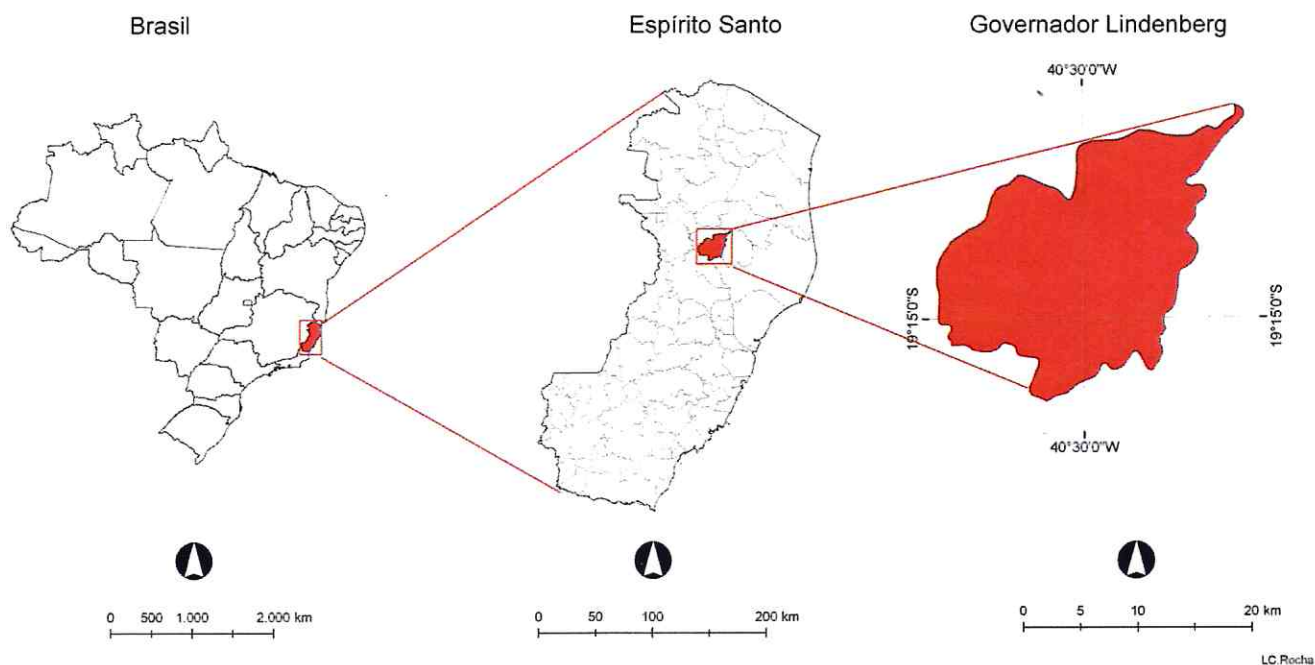 Brasil
Espírito Santo
Governador Lindenberg
40°30'0"W
19°15'0"S
19°15'0"S
40°30'0"W
0 500 1.000 2.000 km
0 50 100 200 km
0 5 10 20 km
LC.Rocha